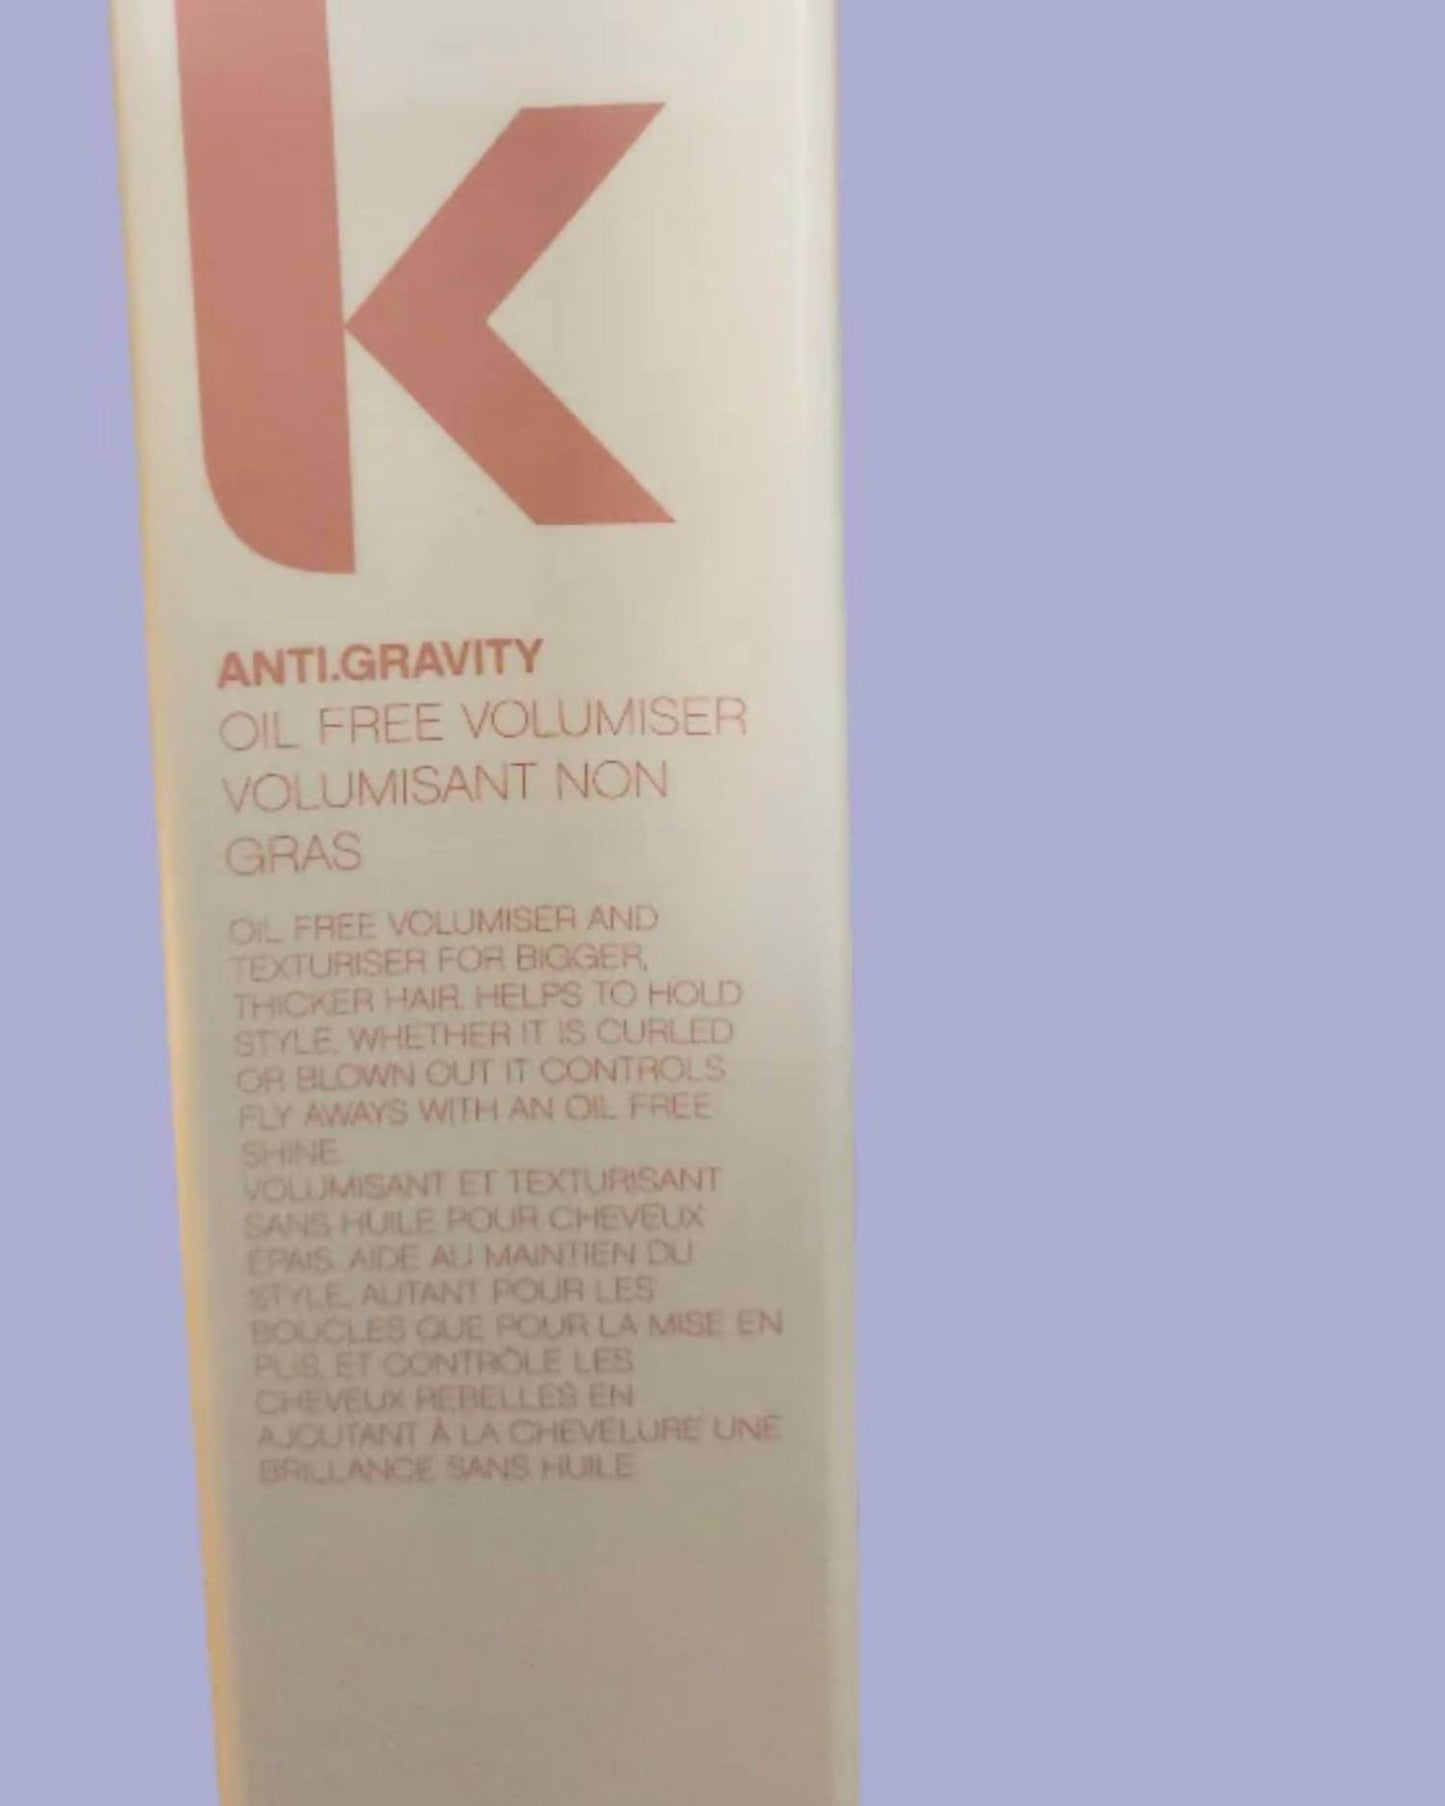 k
ANTI.GRAVITY
OIL FREE VOLUMISER
VOLUMISANT NON
GRAS
OIL FREE VOLUMISER AND
TEXTURISER FOR BIGGER,
THICKER HAIR. HELPS TO HOLD
STYLE. WHETHER IT IS CURLED
OR BLOWN OUT IT CONTROLS
FLY AWAYS WITH AN OIL FREE
SHINE.
VOLUMISANT ET TEXTURISANT
SANS HUILE POUR CHEVEUX
ÉPAIS. AIDE AU MAINTIEN DU
STYLE, AUTANT POUR LES
BOUCLES QUE POUR LA MISE EN
PLIS, ET CONTRÔLE LES
CHEVEUX REBELLES EN
AJOUTANT À LA CHEVELURE UNE
BRILLANCE SANS HUILE